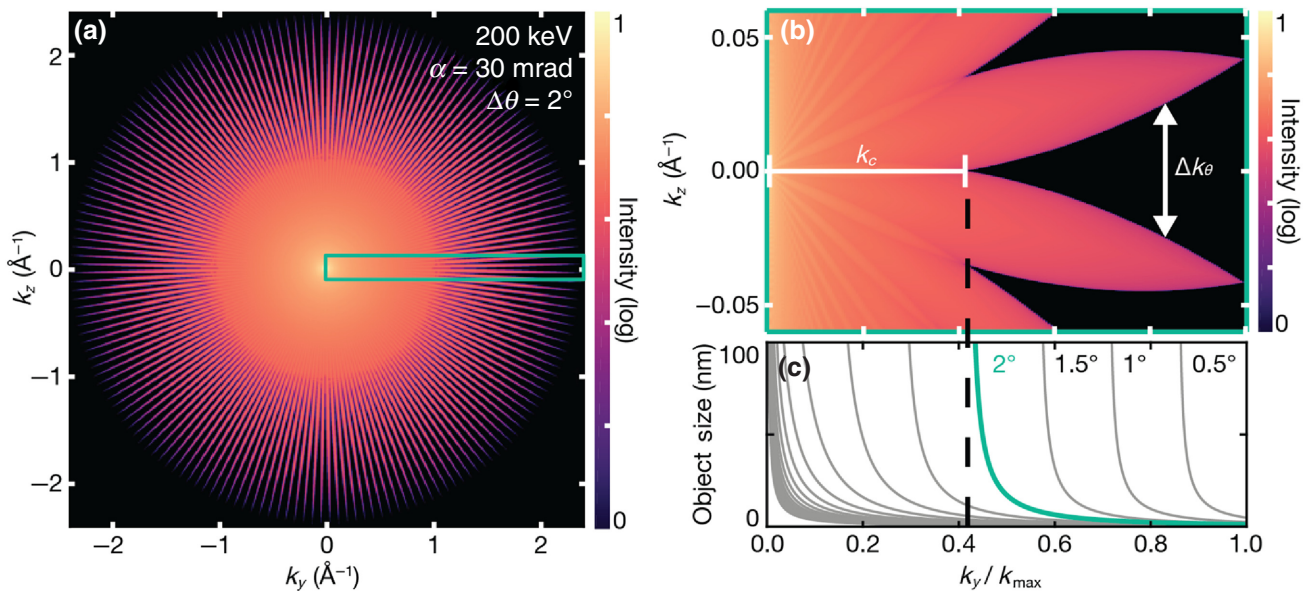 (a)
200 keV
α = 30 mrad
Δθ = 2°
2
1
0
−1
−2
k_z (Å⁻¹)
−2
−1
0
1
2
k_y (Å⁻¹)
1
Intensity (log)
0
(b)
0.05
0.00
−0.05
k_z (Å⁻¹)
k_c
Δk_θ
1
Intensity (log)
0
(c)
100
0
Object size (nm)
2°
1.5°
1°
0.5°
0.0
0.2
0.4
0.6
0.8
1.0
k_y / k_max